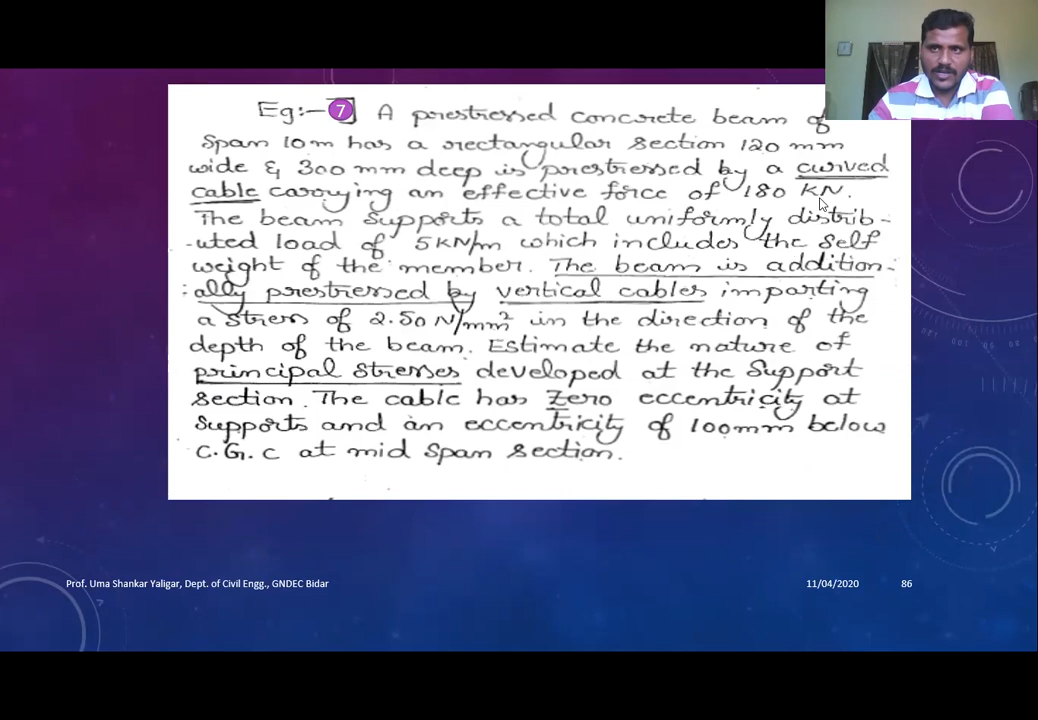 Eg:- 7 A prestressed concrete beam of
Span 10m has a rectangular section 120 mm
wide & 300 mm deep is prestressed by a curved
cable carrying an effective force of 180 KN.
The beam supports a total uniformly distrib-
-uted load of 5KN/m which includes the self
weight of the member. The beam is addition-
:ally prestressed by vertical cables imparting
a stress of 2.50 N/mm² in the direction of the
depth of the beam. Estimate the nature of
principal stresses developed at the support
section. The cable has Zero eccentricity at
supports and an eccentricity of 100mm below
C.G.C at mid span section.
Prof. Uma Shankar Yaligar, Dept. of Civil Engg., GNDEC Bidar 11/04/2020 86